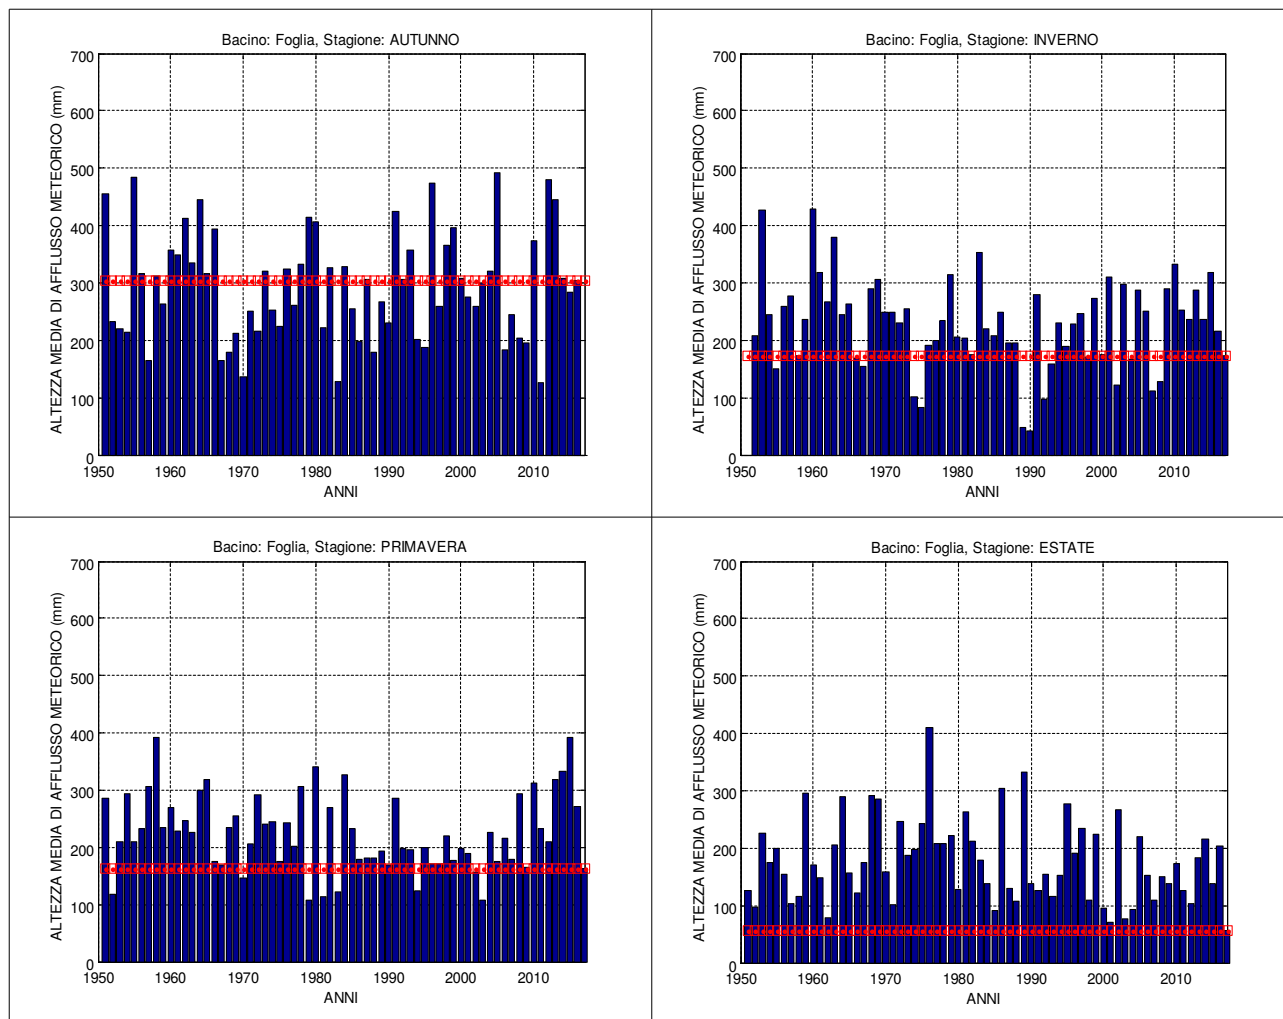 Bacino: Foglia, Stagione: AUTUNNO
ALTEZZA MEDIA DI AFFLUSSO METEORICO (mm)
700
600
500
400
300
200
100
0
1950 1960 1970 1980 1990 2000 2010
ANNI
Bacino: Foglia, Stagione: INVERNO
ALTEZZA MEDIA DI AFFLUSSO METEORICO (mm)
700
600
500
400
300
200
100
0
1950 1960 1970 1980 1990 2000 2010
ANNI
Bacino: Foglia, Stagione: PRIMAVERA
ALTEZZA MEDIA DI AFFLUSSO METEORICO (mm)
700
600
500
400
300
200
100
0
1950 1960 1970 1980 1990 2000 2010
ANNI
Bacino: Foglia, Stagione: ESTATE
ALTEZZA MEDIA DI AFFLUSSO METEORICO (mm)
700
600
500
400
300
200
100
0
1950 1960 1970 1980 1990 2000 2010
ANNI